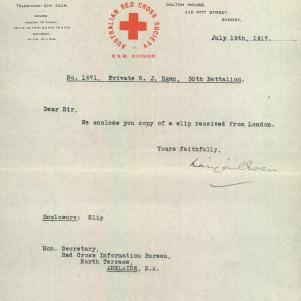 TELEPHONE: CITY 1004.
DALTON HOUSE,
115 PITT STREET,
SYDNEY.
AUSTRALIAN RED CROSS SOCIETY
N.S.W. DIVISION
July 19th, 1917.
No. 1671, Private W. J. Egan, 50th Battalion.
Dear Sir,
We enclose you copy of a slip received from London.
Yours faithfully,
Enclosure: Slip
Hon. Secretary,
Red Cross Information Bureau,
North Terrace,
ADELAIDE, S.A.